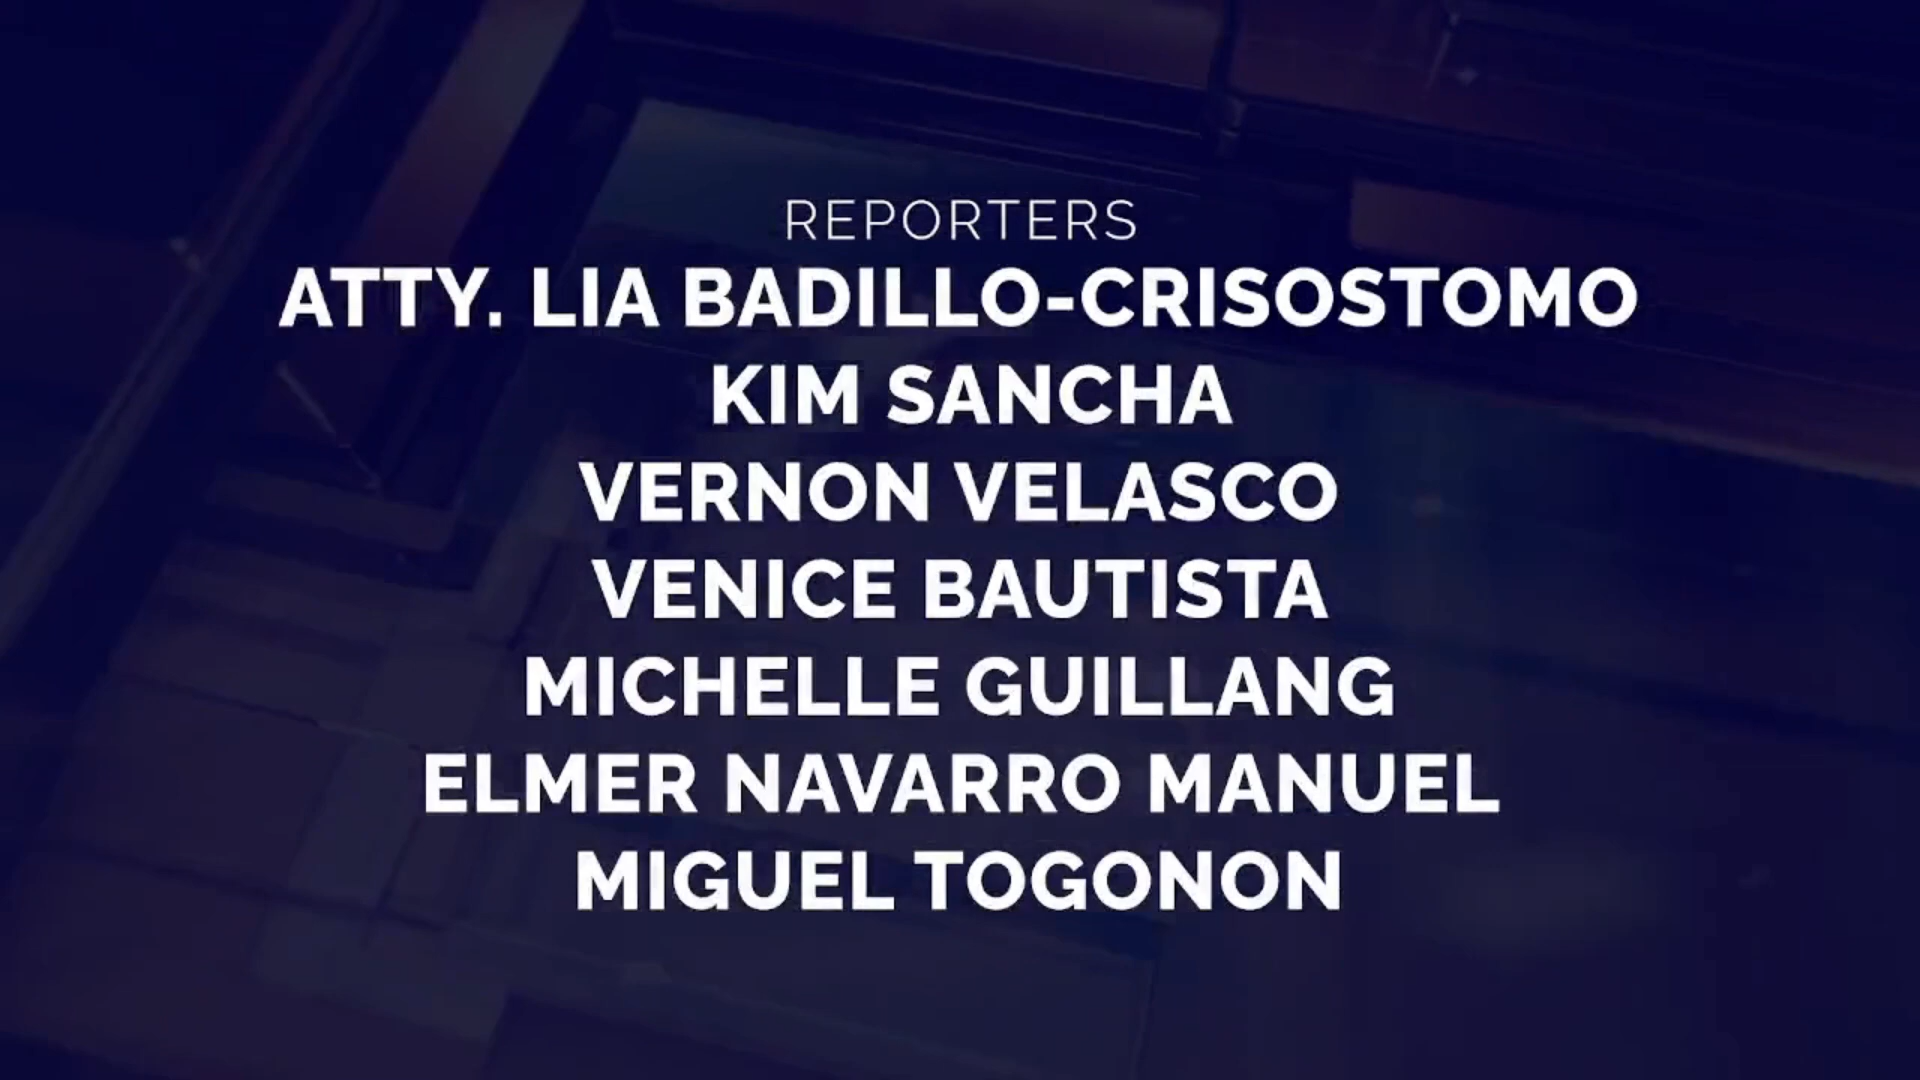 REPORTERS
ATTY. LIA BADILLO-CRISOSTOMO
KIM SANCHA
VERNON VELASCO
VENICE BAUTISTA
MICHELLE GUILLANG
ELMER NAVARRO MANUEL
MIGUEL TOGONON